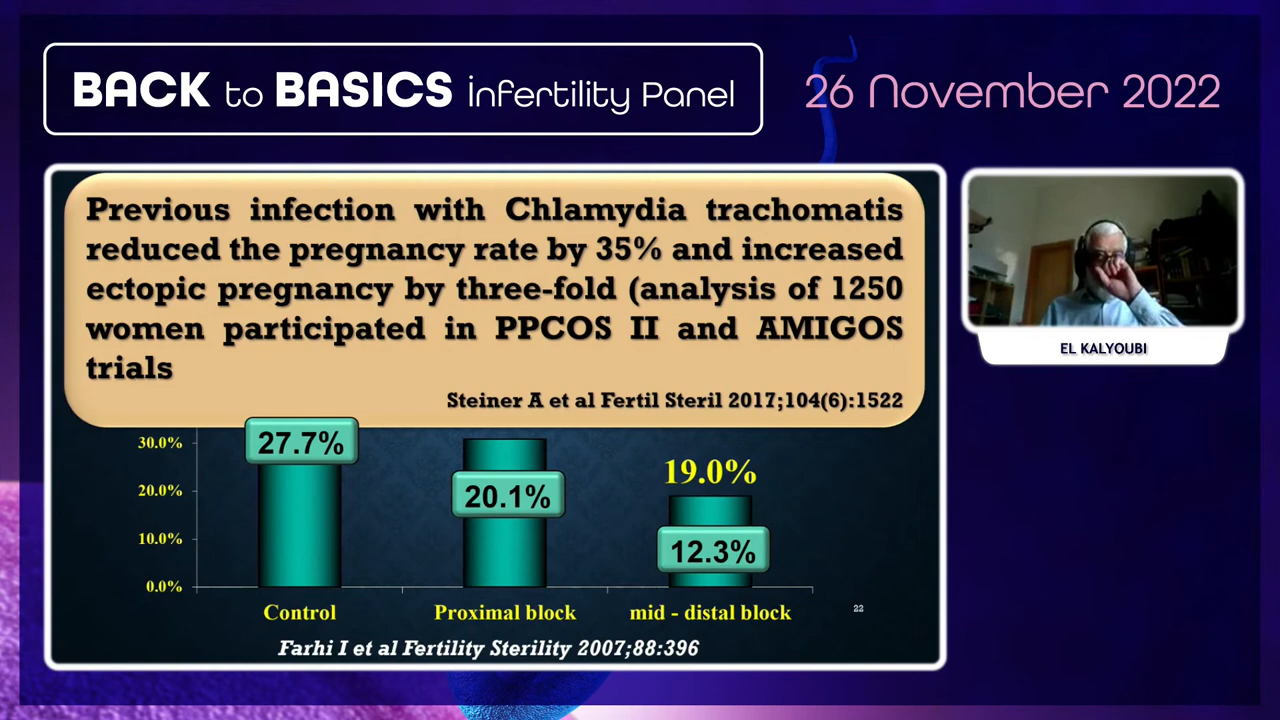 BACK to BASICS infertility Panel
26 November 2022
Previous infection with Chlamydia trachomatis
reduced the pregnancy rate by 35% and increased
ectopic pregnancy by three-fold (analysis of 1250
women participated in PPCOS II and AMIGOS
trials
Steiner A et al Fertil Steril 2017;104(6):1522
EL KALYOUBI
30.0%
20.0%
10.0%
0.0%
27.7%
20.1%
19.0%
12.3%
Control
Proximal block
mid - distal block
22
Farhi I et al Fertility Sterility 2007;88:396